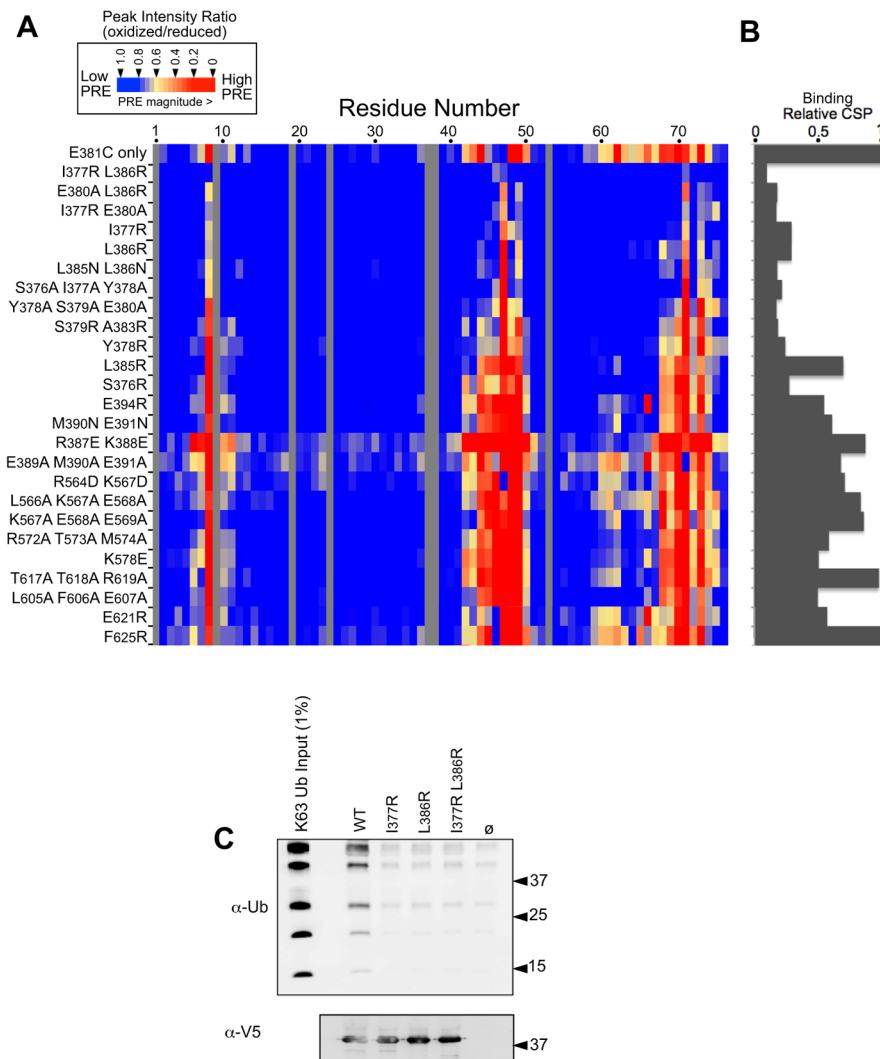 A
Peak Intensity Ratio
(oxidized/reduced)
1.0 0.8 0.6 0.4 0.2 0
Low
PRE
High
PRE
PRE magnitude >
Residue Number
1 10 20 30 40 50 60 70
E381C only
I377R L386R
E380A L386R
I377R E380A
I377R
L386R
L385N L386N
S376A I377A Y378A
Y378A S379A E380A
S379R A383R
Y378R
L385R
S376R
E394R
M390N E391N
R387E K388E
E389A M390A E391A
R564D K567D
L566A K567A E568A
K567A E568A E569A
R572A T573A M574A
K578E
T617A T618A R619A
L605A F606A E607A
E621R
F625R
B
Binding
Relative CSP
0 0.5 1
C
K63 Ub Input (1%)
WT
I377R
L386R
I377R L386R
ø
α-Ub
37
25
15
α-V5
37